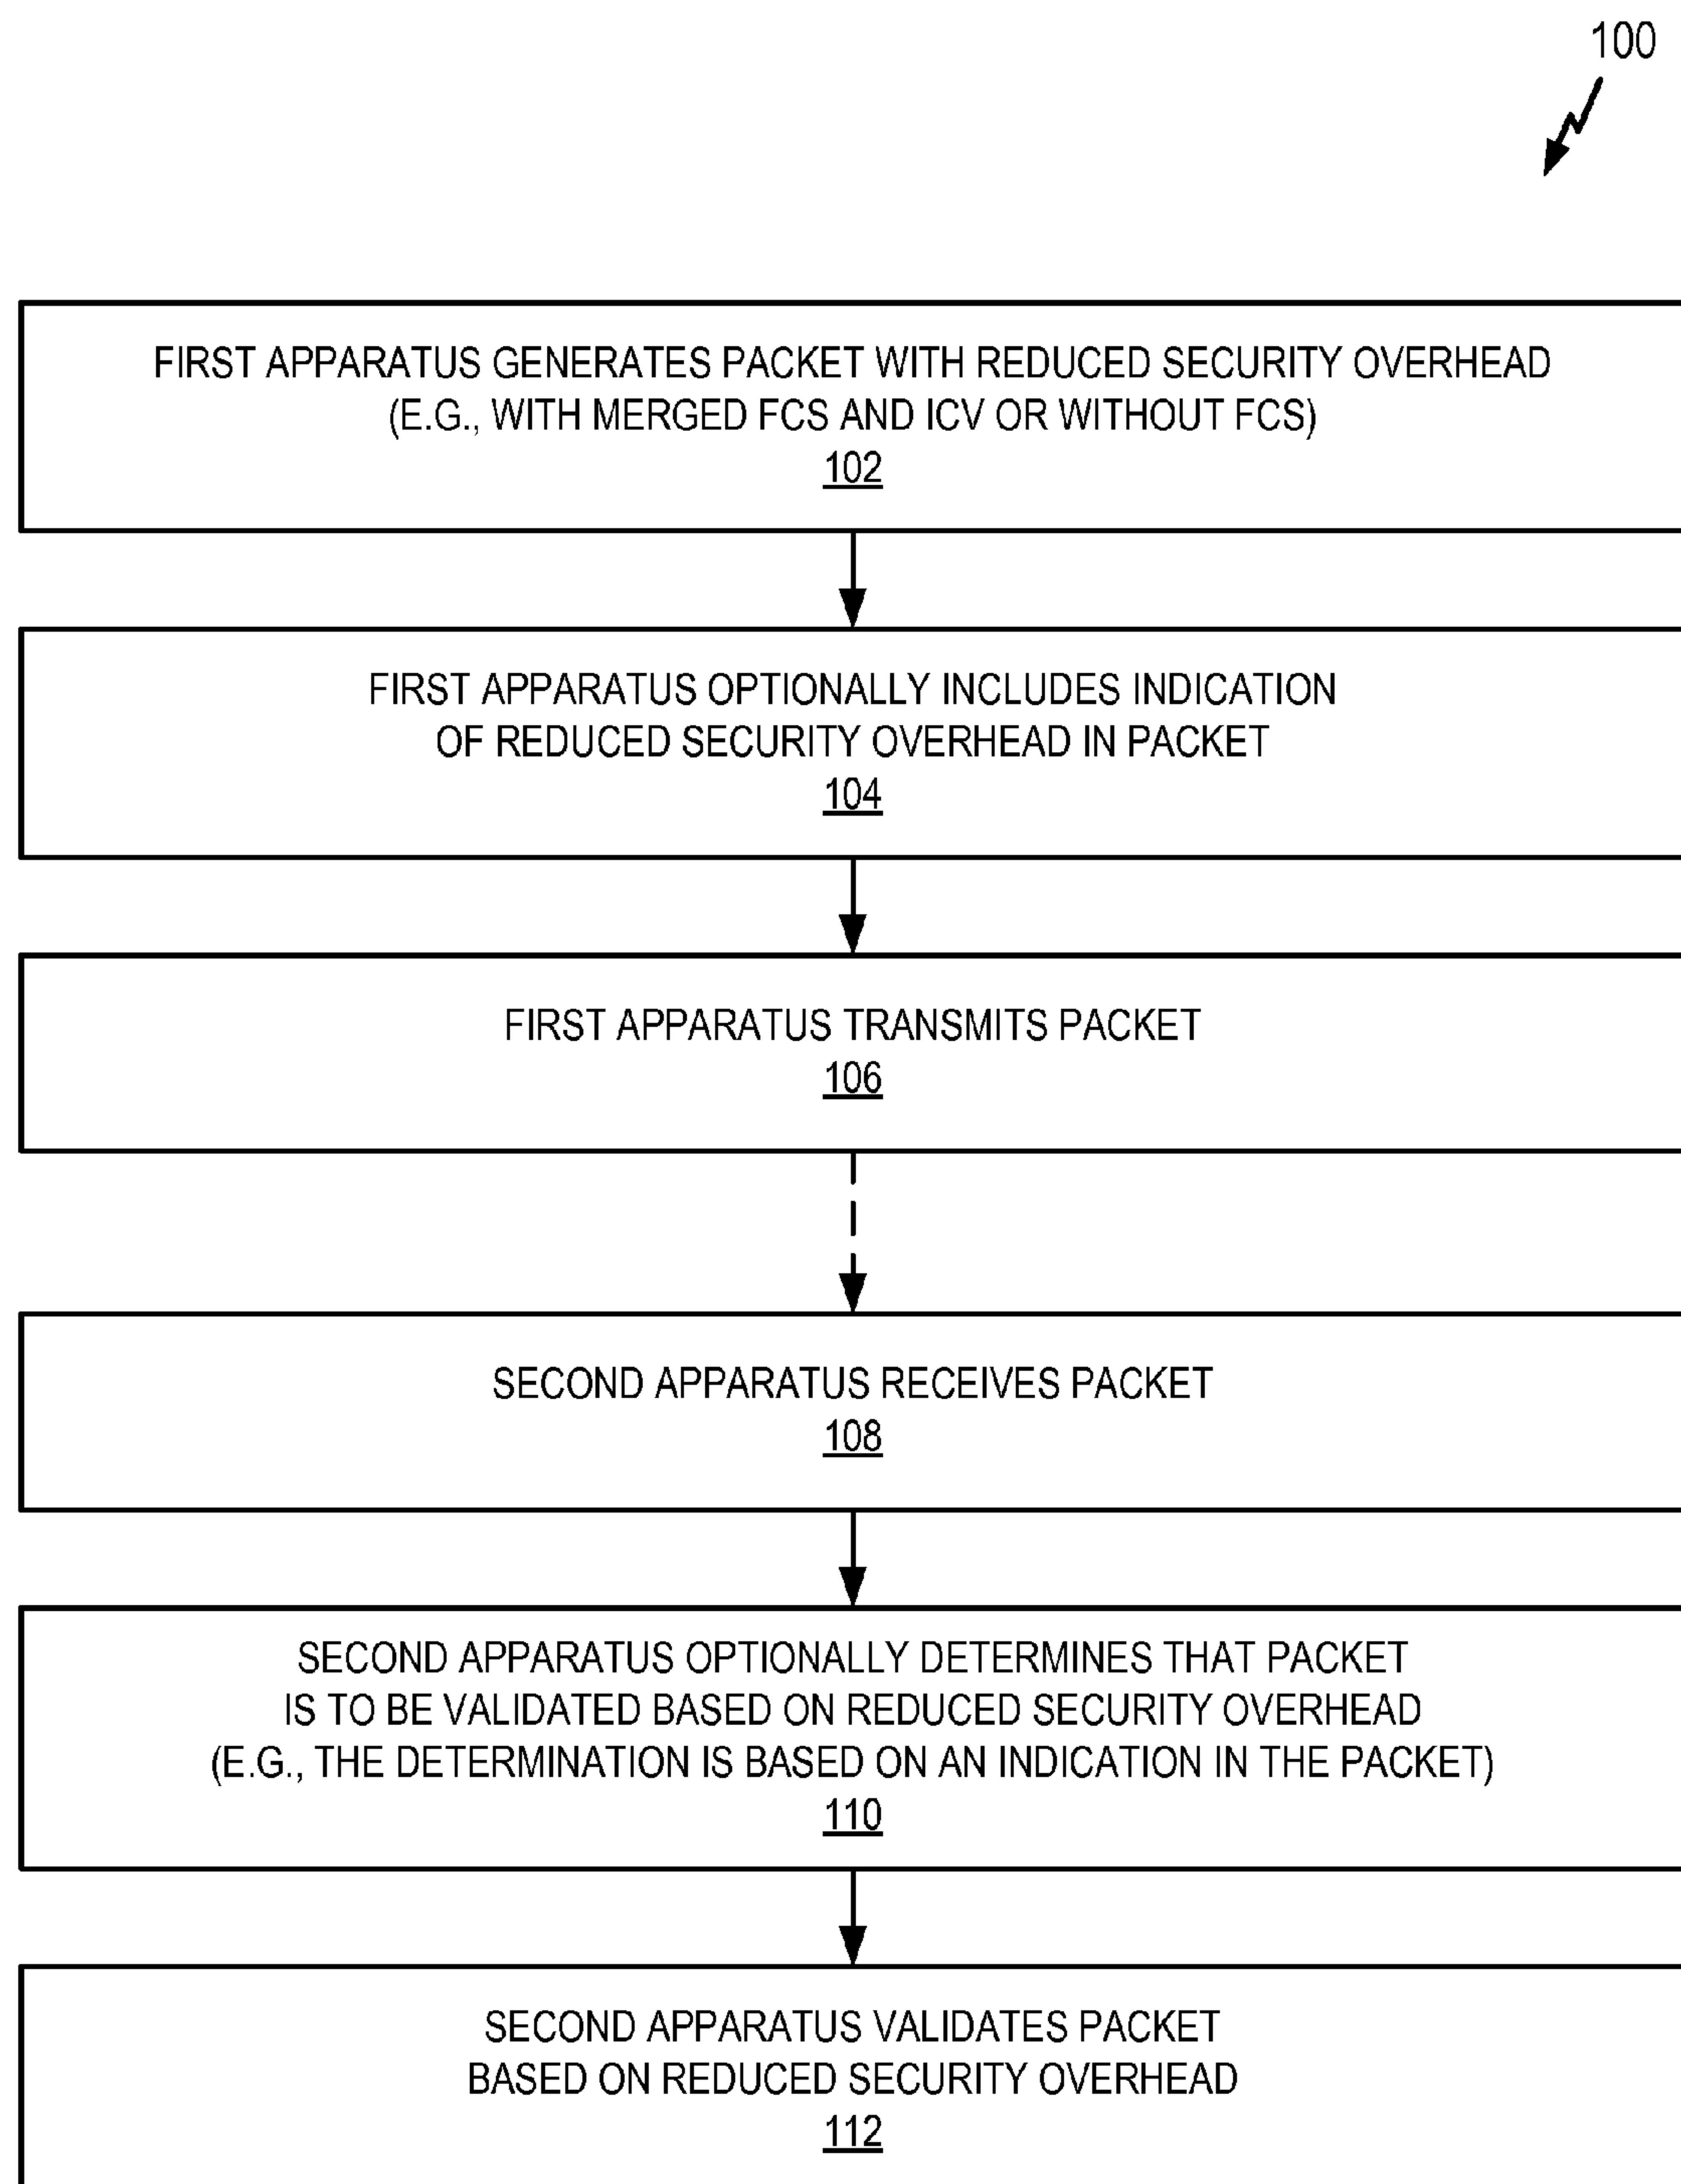 100
FIRST APPARATUS GENERATES PACKET WITH REDUCED SECURITY OVERHEAD
(E.G., WITH MERGED FCS AND ICV OR WITHOUT FCS)
102
FIRST APPARATUS OPTIONALLY INCLUDES INDICATION
OF REDUCED SECURITY OVERHEAD IN PACKET
104
FIRST APPARATUS TRANSMITS PACKET
106
SECOND APPARATUS RECEIVES PACKET
108
SECOND APPARATUS OPTIONALLY DETERMINES THAT PACKET
IS TO BE VALIDATED BASED ON REDUCED SECURITY OVERHEAD
(E.G., THE DETERMINATION IS BASED ON AN INDICATION IN THE PACKET)
110
SECOND APPARATUS VALIDATES PACKET
BASED ON REDUCED SECURITY OVERHEAD
112